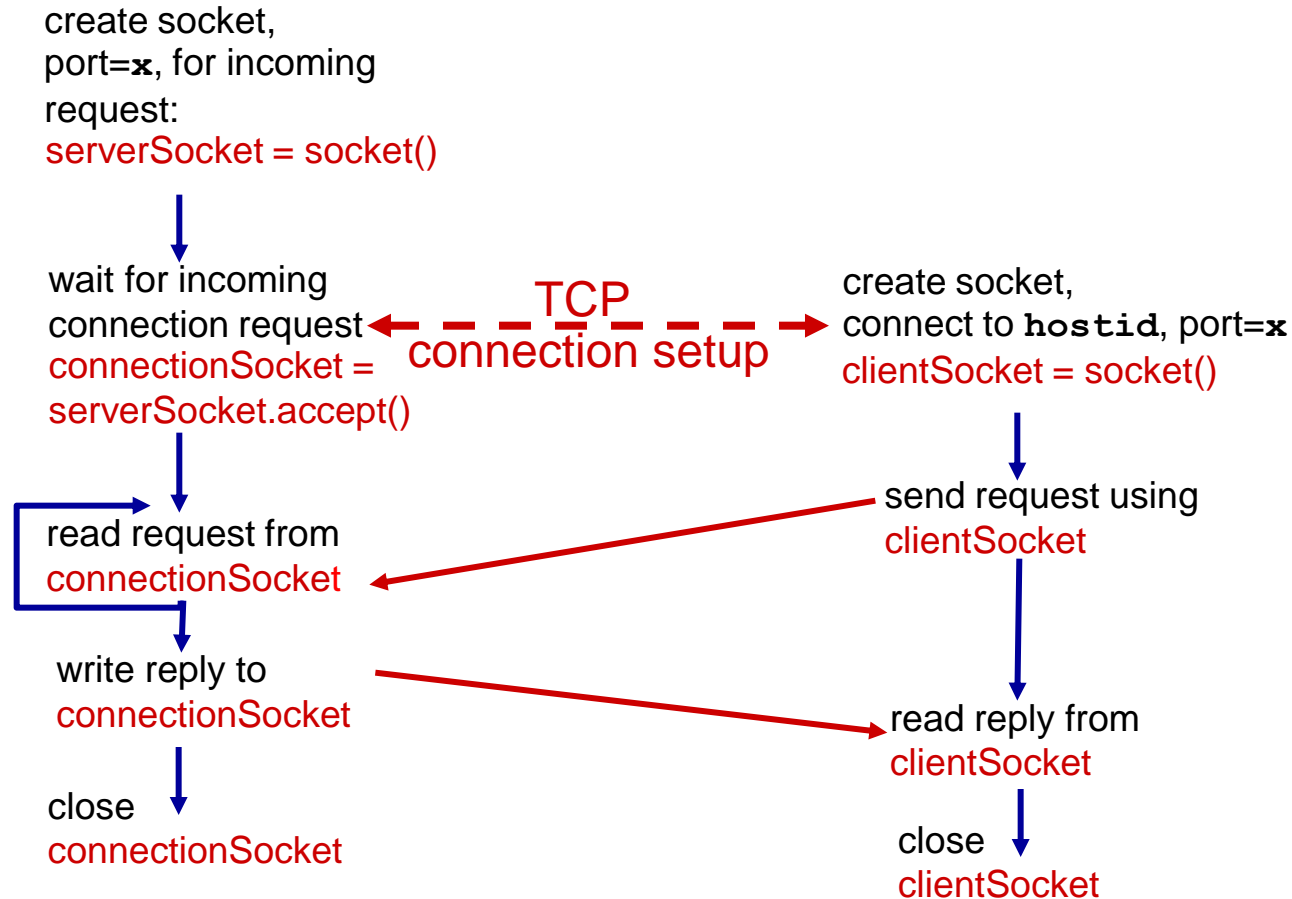 create socket,
port=x, for incoming
request:
serverSocket = socket()
wait for incoming
connection request
connectionSocket =
serverSocket.accept()
TCP
connection setup
create socket,
connect to hostid, port=x
clientSocket = socket()
send request using
clientSocket
read request from
connectionSocket
write reply to
connectionSocket
read reply from
clientSocket
close
connectionSocket
close
clientSocket